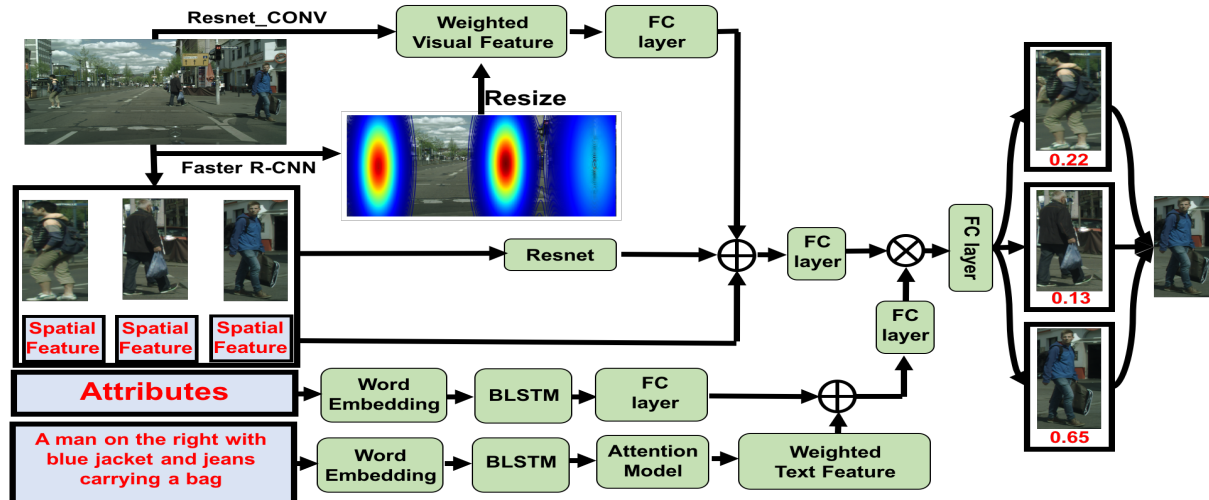 Resnet_CONV
Weighted
Visual Feature
FC
layer
Resize
Faster R-CNN
Resnet
FC
layer
FC layer
0.22
0.13
0.65
Spatial
Feature
Spatial
Feature
Spatial
Feature
FC
layer
Attributes
Word
Embedding
BLSTM
FC
layer
A man on the right with
blue jacket and jeans
carrying a bag
Word
Embedding
BLSTM
Attention
Model
Weighted
Text Feature